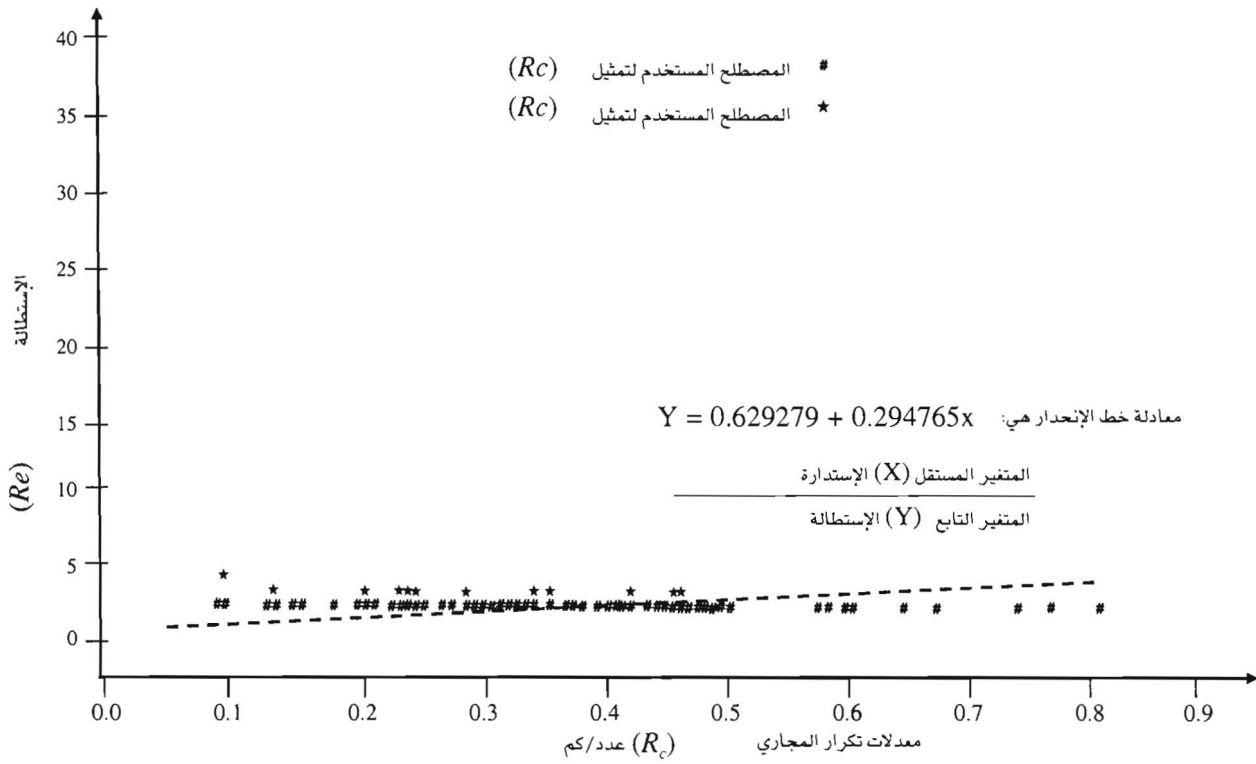 40
المصطلح المستخدم لتمثيل (Rc) #
المصطلح المستخدم لتمثيل (Rc) ★
35
30
25
الإستطالة
20
15
معادلة خط الإنحدار هي: Y = 0.629279 + 0.294765x
(Re)
10
المتغير المستقل (X) الإستدارة
المتغير التابع (Y) الإستطالة
5
0
0.0 0.1 0.2 0.3 0.4 0.5 0.6 0.7 0.8 0.9
معدلات تكرار المجاري (R_c) عدد/كم